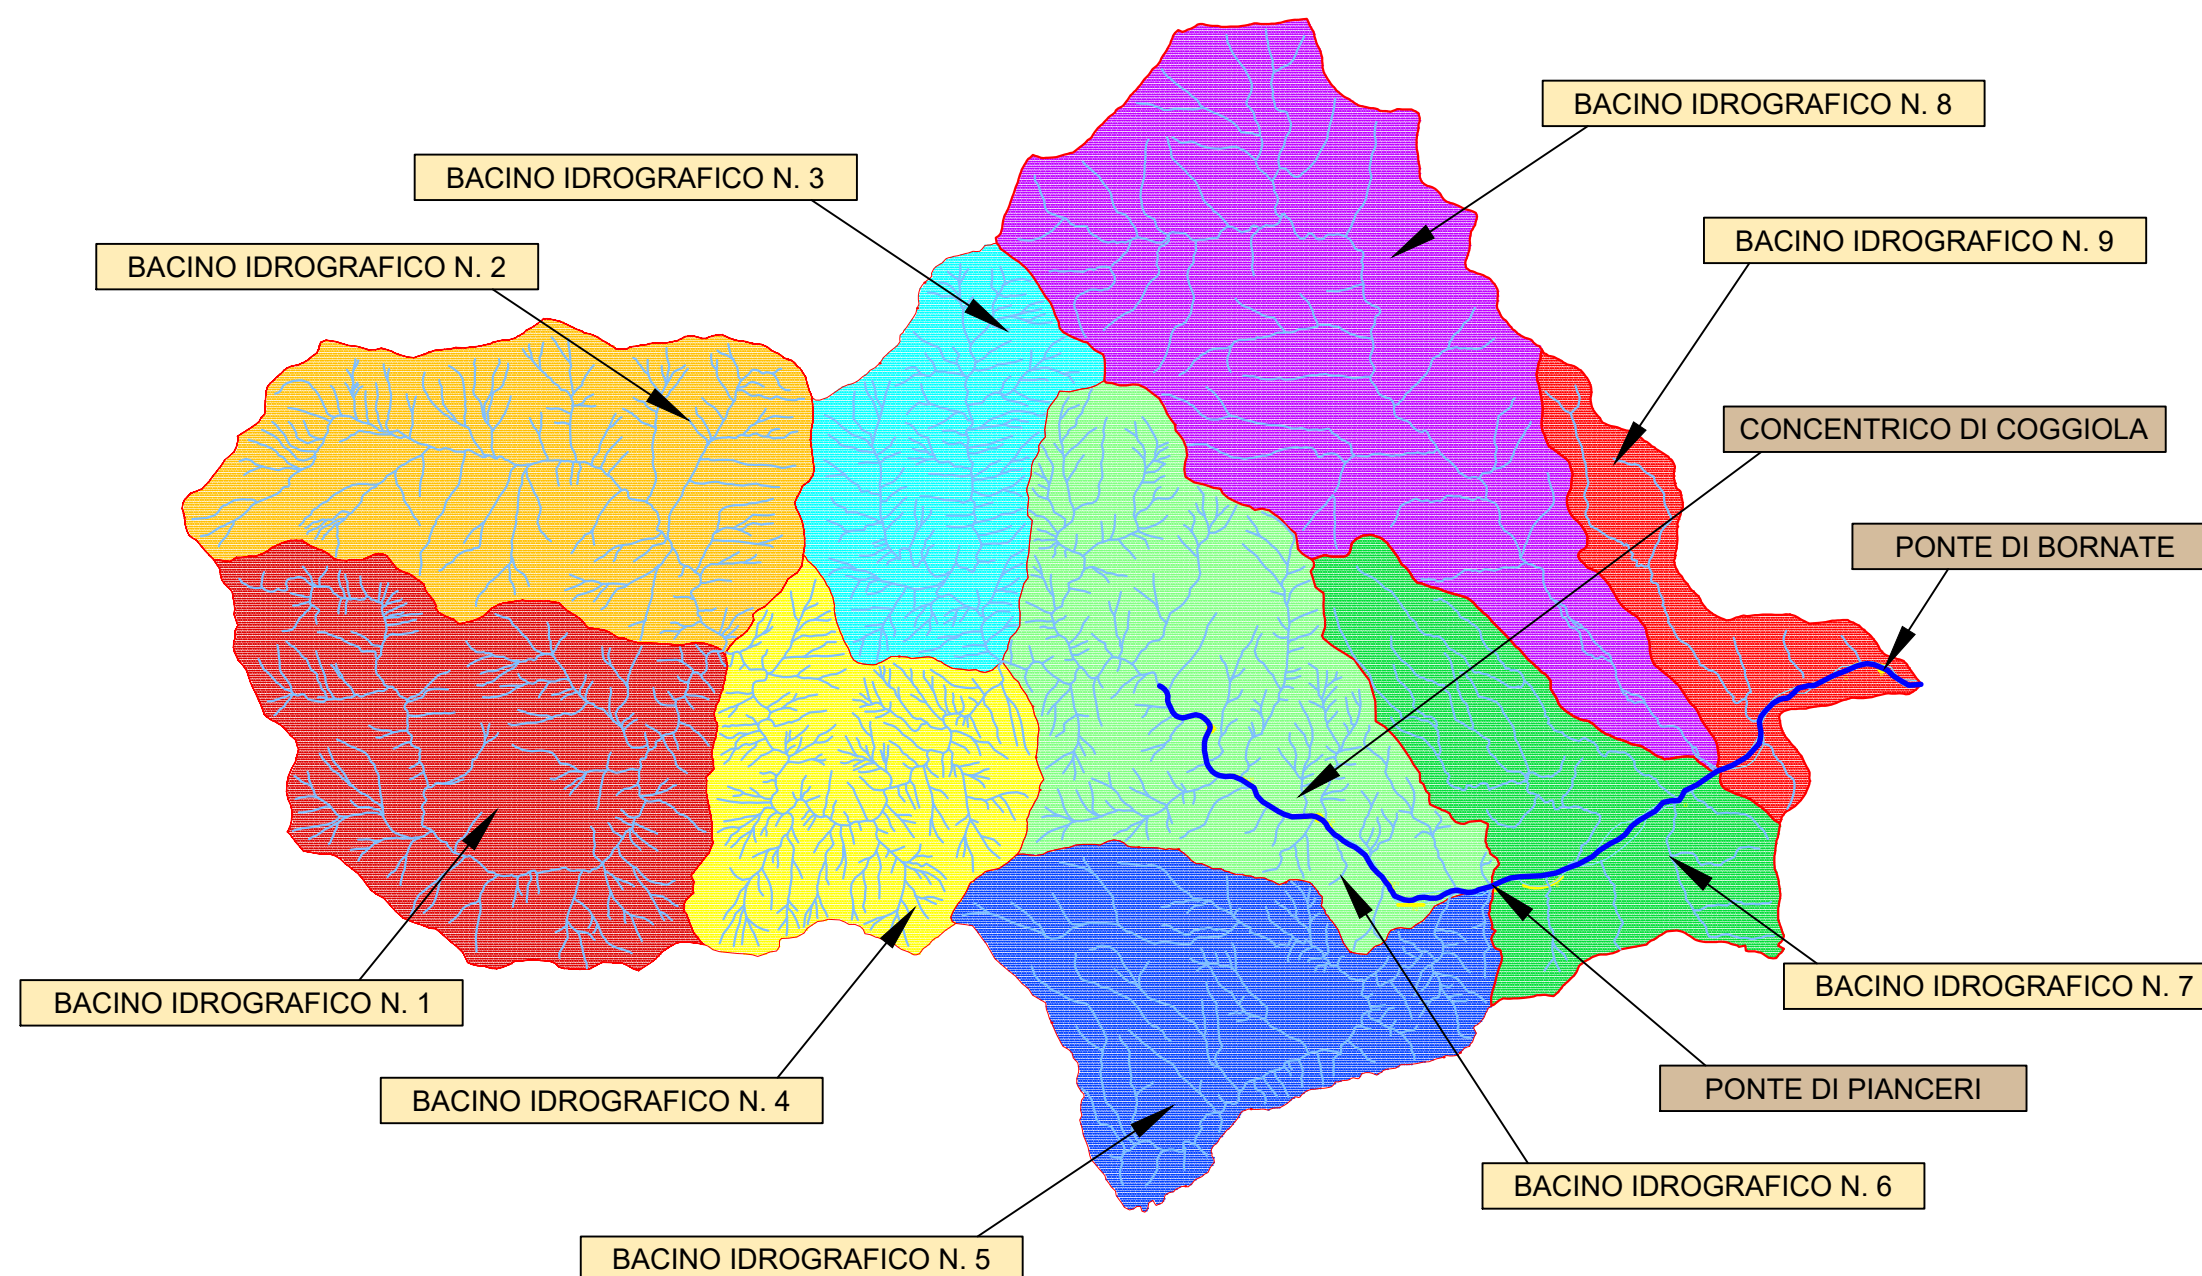 BACINO IDROGRAFICO N. 8
BACINO IDROGRAFICO N. 3
BACINO IDROGRAFICO N. 9
BACINO IDROGRAFICO N. 2
CONCENTRICO DI COGGIOLA
PONTE DI BORNATE
BACINO IDROGRAFICO N. 7
BACINO IDROGRAFICO N. 1
PONTE DI PIANCERI
BACINO IDROGRAFICO N. 4
BACINO IDROGRAFICO N. 6
BACINO IDROGRAFICO N. 5